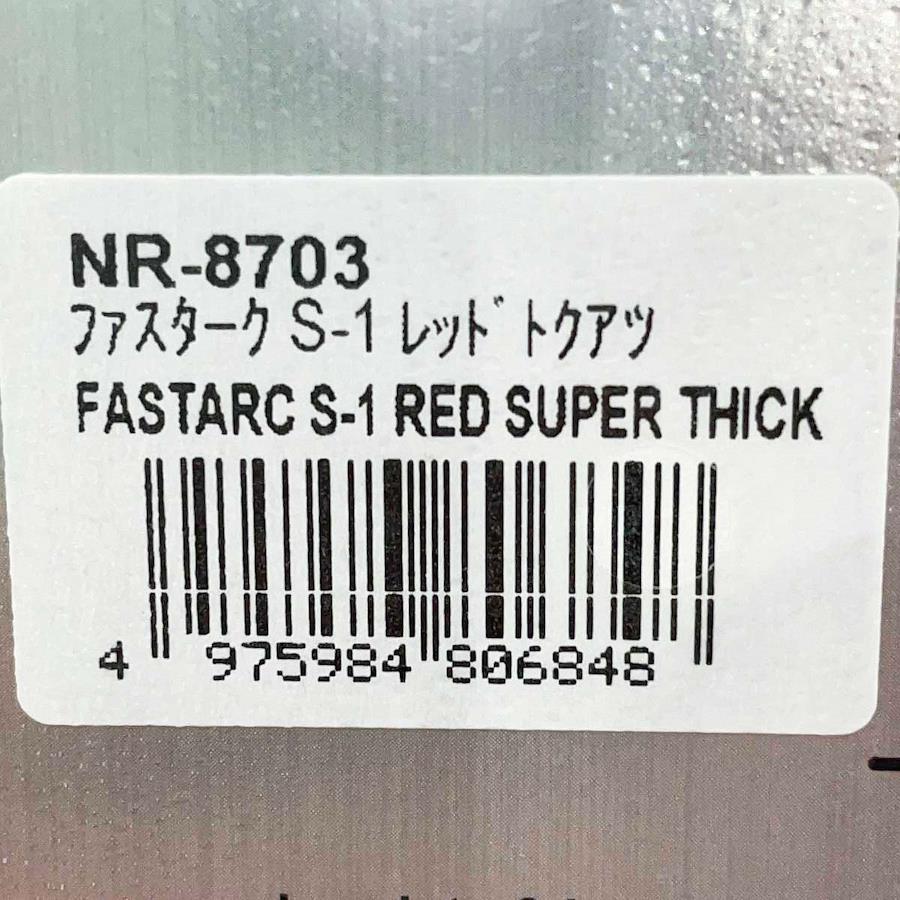 NR-8703
ﾌｧｽﾀｰｸ S-1 ﾚｯﾄﾞ ﾄｸｱﾂ
FASTARC S-1 RED SUPER THICK
4 975984 806848